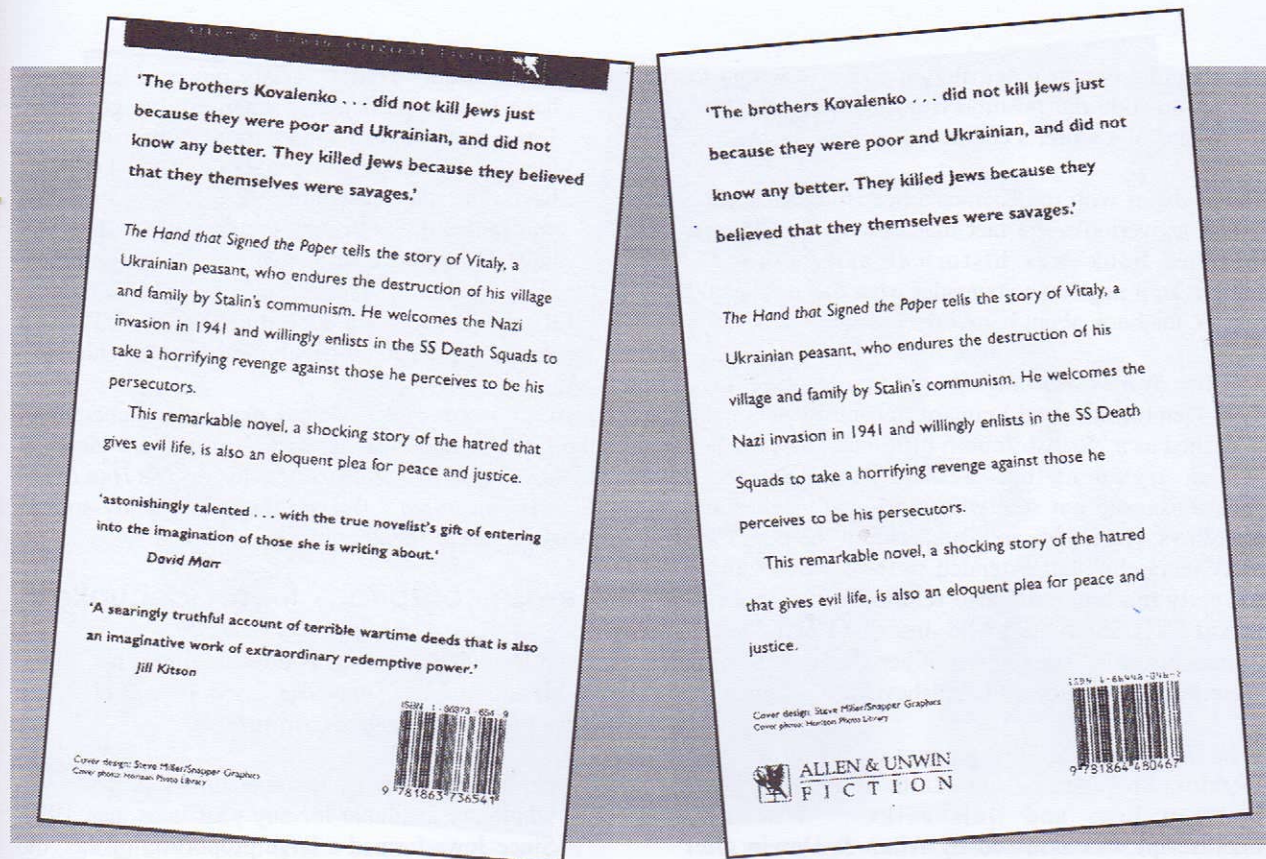 'The brothers Kovalenko . . . did not kill Jews just
because they were poor and Ukrainian, and did not
know any better. They killed Jews because they believed
that they themselves were savages.'
The Hand that Signed the Paper tells the story of Vitaly, a
Ukrainian peasant, who endures the destruction of his village
and family by Stalin's communism. He welcomes the Nazi
invasion in 1941 and willingly enlists in the SS Death Squads to
take a horrifying revenge against those he perceives to be his
persecutors.
This remarkable novel, a shocking story of the hatred that
gives evil life, is also an eloquent plea for peace and justice.
'astonishingly talented . . . with the true novelist's gift of entering
into the imagination of those she is writing about.'
David Marr
'A searingly truthful account of terrible wartime deeds that is also
an imaginative work of extraordinary redemptive power.'
Jill Kitson
ISBN 1-86373-654-9
Cover design: Steve Miller/Snapper Graphics
Cover photo: Horizon Photo Library
9 781863 736541
'The brothers Kovalenko . . . did not kill Jews just
because they were poor and Ukrainian, and did not
know any better. They killed Jews because they
believed that they themselves were savages.'
The Hand that Signed the Paper tells the story of Vitaly, a
Ukrainian peasant, who endures the destruction of his
village and family by Stalin's communism. He welcomes the
Nazi invasion in 1941 and willingly enlists in the SS Death
Squads to take a horrifying revenge against those he
perceives to be his persecutors.
This remarkable novel, a shocking story of the hatred
that gives evil life, is also an eloquent plea for peace and
justice.
ISBN 1-86448-046-7
Cover design: Steve Miller/Snapper Graphics
Cover photo: Horizon Photo Library
ALLEN & UNWIN
FICTION
9 781864 480467